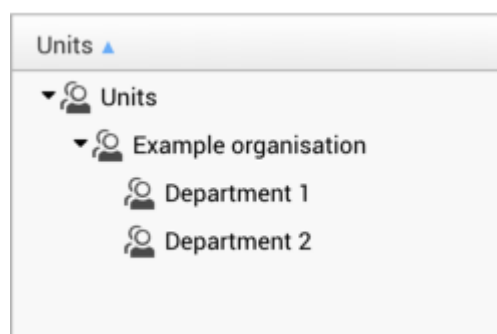 Units
Units
Example organisation
Department 1
Department 2